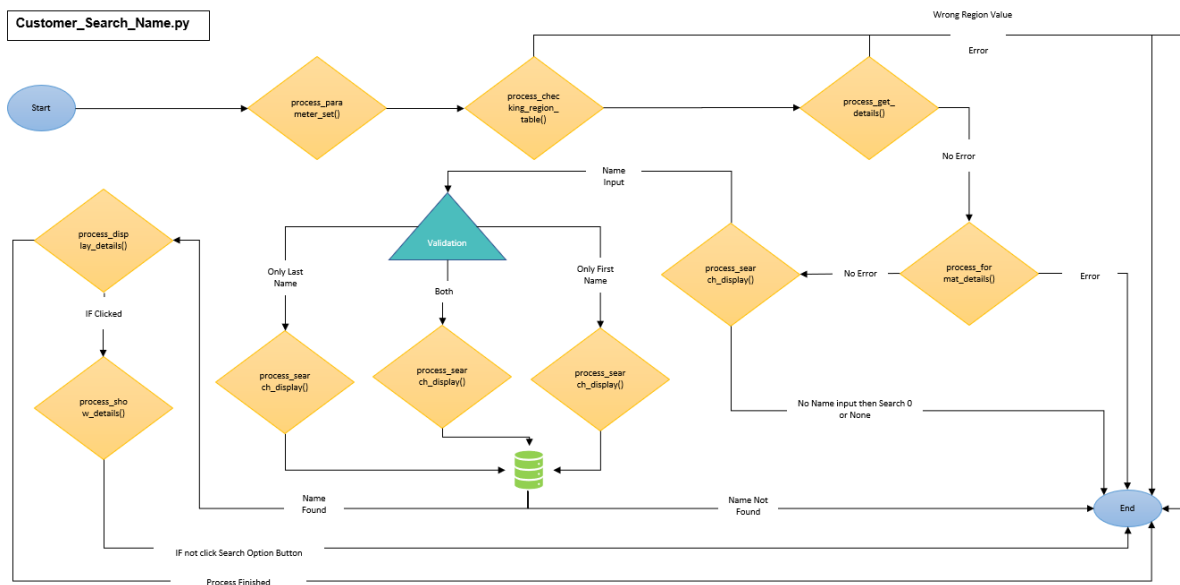 Customer_Search_Name.py
Wrong Region Value
Error
Start
process_para
meter_set()
process_chec
king_region_
table()
process_get_
details()
No Error
Name
Input
process_disp
lay_details()
Validation
Only Last
Name
Both
Only First
Name
process_sear
ch_display()
No Error
process_for
mat_details()
Error
IF Clicked
process_sho
w_details()
process_sear
ch_display()
process_sear
ch_display()
process_sear
ch_display()
No Name input then Search 0
or None
Name
Found
Name Not
Found
End
IF not click Search Option Button
Process Finished